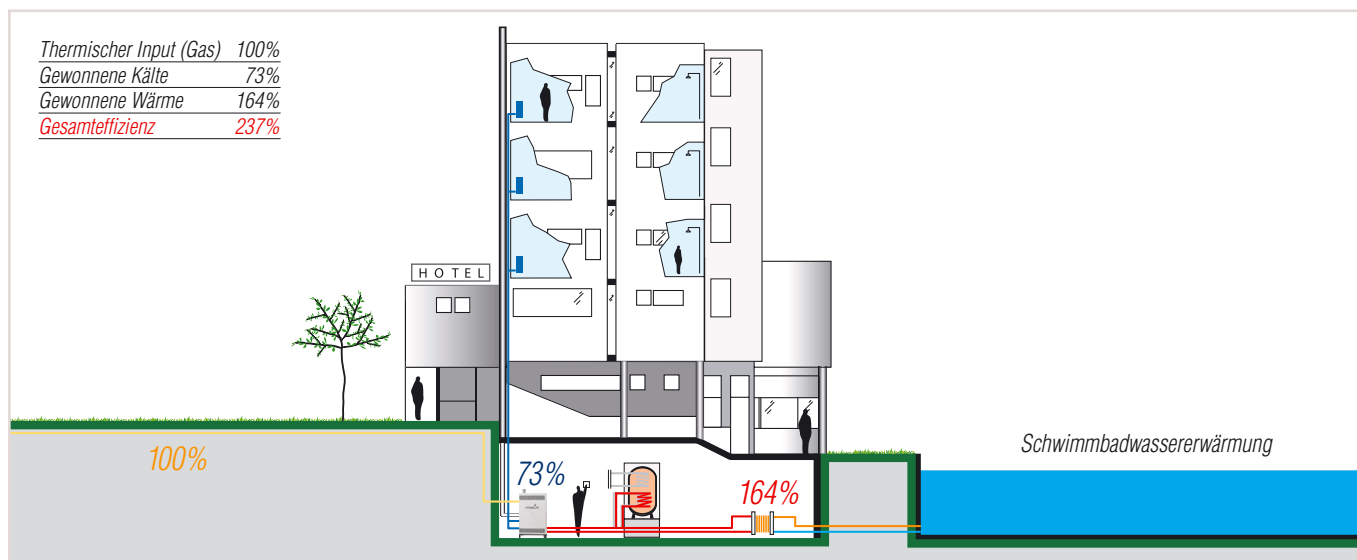 Thermischer Input (Gas) 100%
Gewonnene Kälte 73%
Gewonnene Wärme 164%
Gesamteffizienz 237%
HOTEL
Schwimmbadwassererwärmung
100%
73%
164%